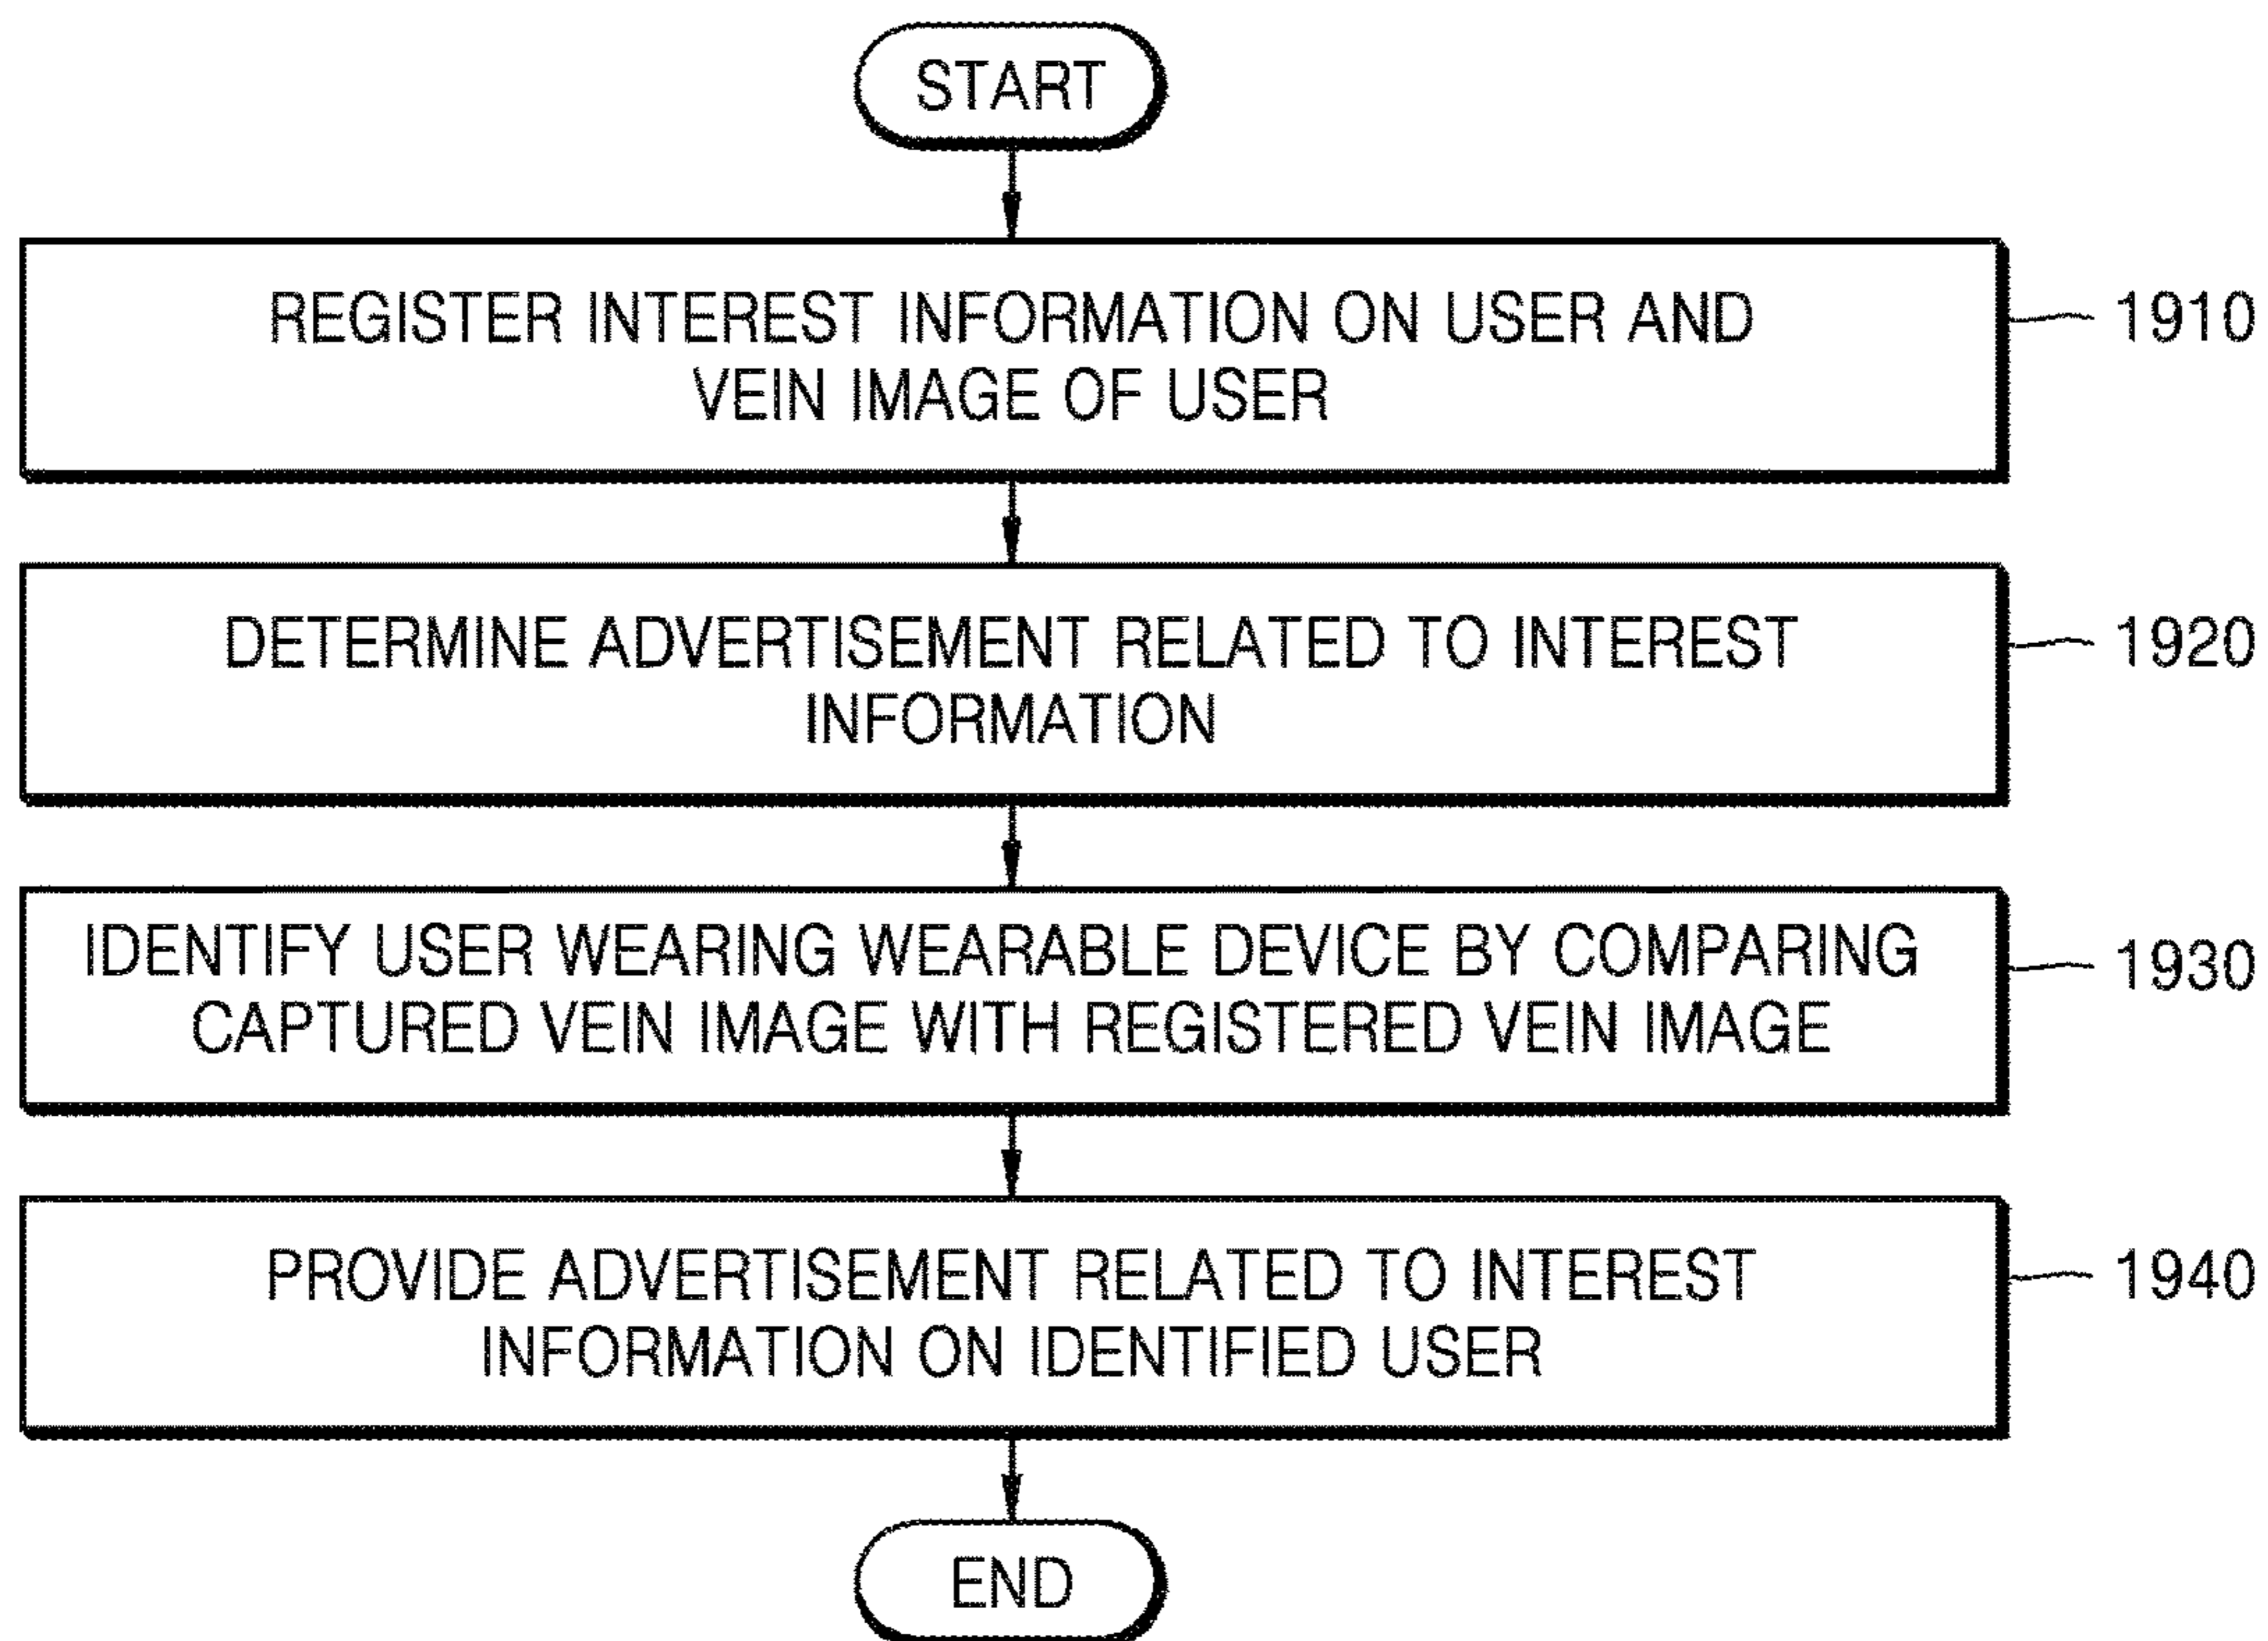 START
REGISTER INTEREST INFORMATION ON USER AND
VEIN IMAGE OF USER
1910
DETERMINE ADVERTISEMENT RELATED TO INTEREST
INFORMATION
1920
IDENTIFY USER WEARING WEARABLE DEVICE BY COMPARING
CAPTURED VEIN IMAGE WITH REGISTERED VEIN IMAGE
1930
PROVIDE ADVERTISEMENT RELATED TO INTEREST
INFORMATION ON IDENTIFIED USER
1940
END